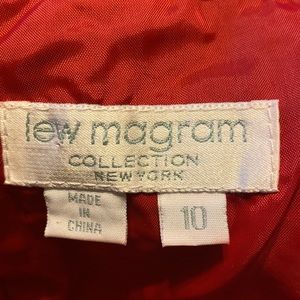 lew magram
COLLECTION
NEW YORK
MADE
IN
CHINA
10